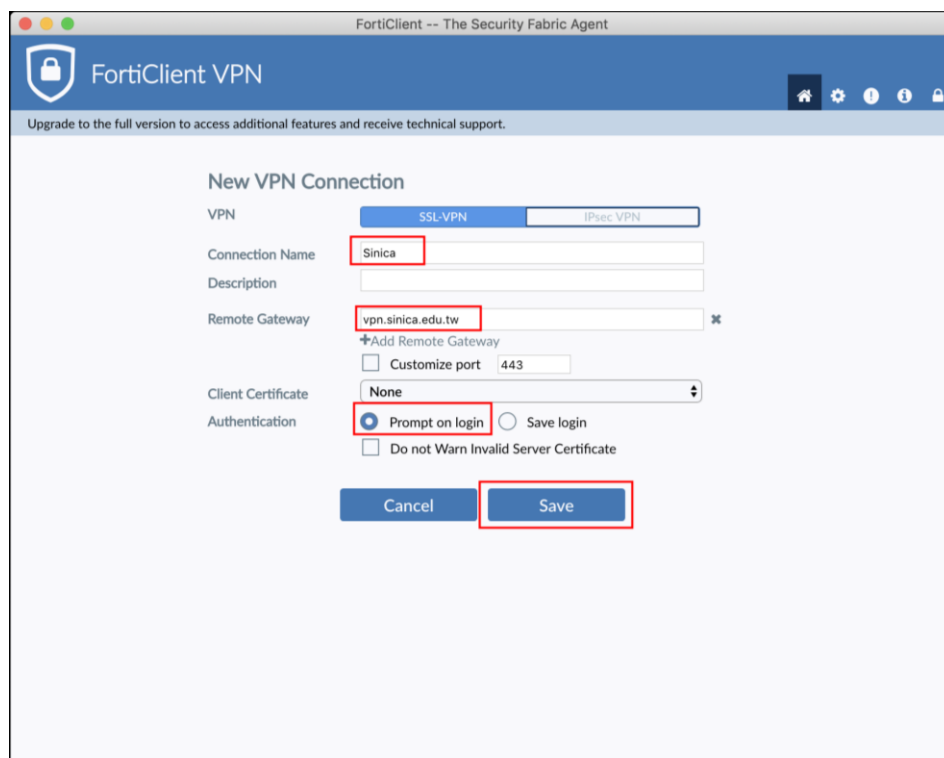 FortiClient -- The Security Fabric Agent
FortiClient VPN
Upgrade to the full version to access additional features and receive technical support.
New VPN Connection
VPN SSL-VPN IPsec VPN
Connection Name Sinica
Description
Remote Gateway vpn.sinica.edu.tw
+Add Remote Gateway
Customize port 443
Client Certificate None
Authentication Prompt on login Save login
Do not Warn Invalid Server Certificate
Cancel Save